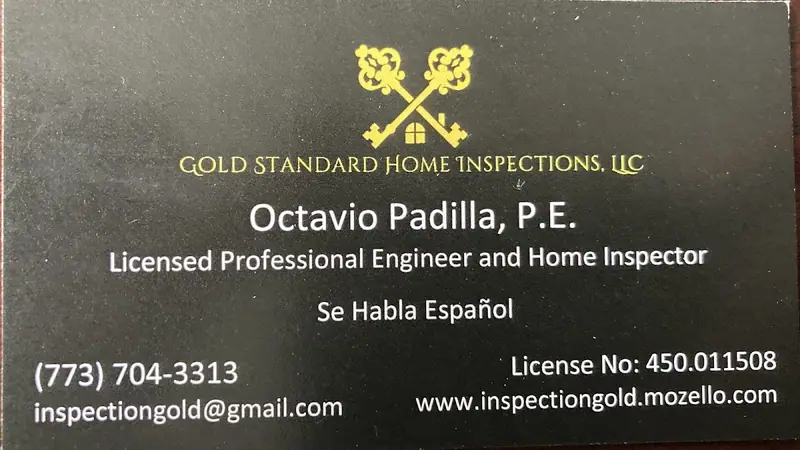 GOLD STANDARD HOME INSPECTIONS, LLC
Octavio Padilla, P.E.
Licensed Professional Engineer and Home Inspector
Se Habla Español
(773) 704-3313
License No: 450.011508
inspectiongold@gmail.com
www.inspectiongold.mozello.com